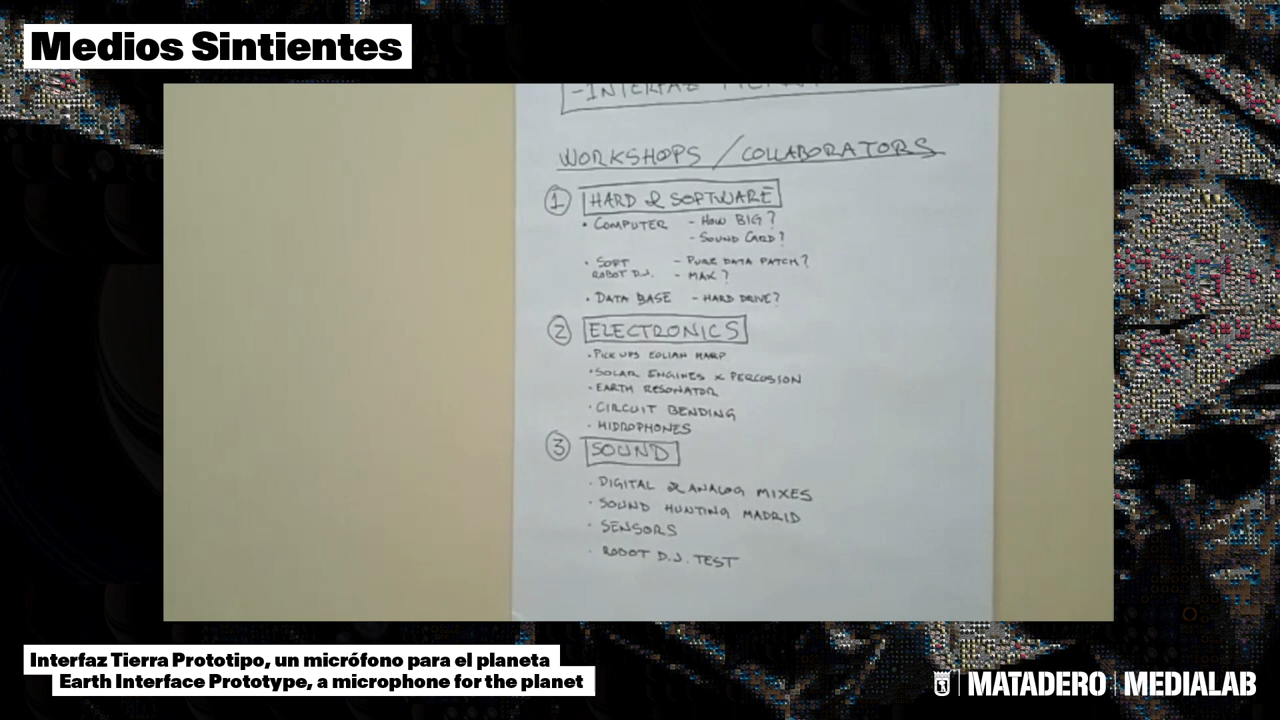 Medios Sintientes
-INTERFAZ
WORKSHOPS / COLLABORATORS
1 HARD & SOFTWARE
• COMPUTER - HOW BIG?
- SOUND CARD?
• SOFT - PURE DATA PATCH?
ROBOT D.J. - MAX?
• DATA BASE - HARD DRIVE?
2 ELECTRONICS
• PICK UPS EOLIAN HARP
• SOLAR ENGINES x PERCUSION
• EARTH RESONATOR
• CIRCUIT BENDING
• HIDROPHONES
3 SOUND
• DIGITAL & ANALOG MIXES
• SOUND HUNTING MADRID
• SENSORS
• ROBOT D.J. TEST
Interfaz Tierra Prototipo, un micrófono para el planeta
Earth Interface Prototype, a microphone for the planet
MATADERO MEDIALAB